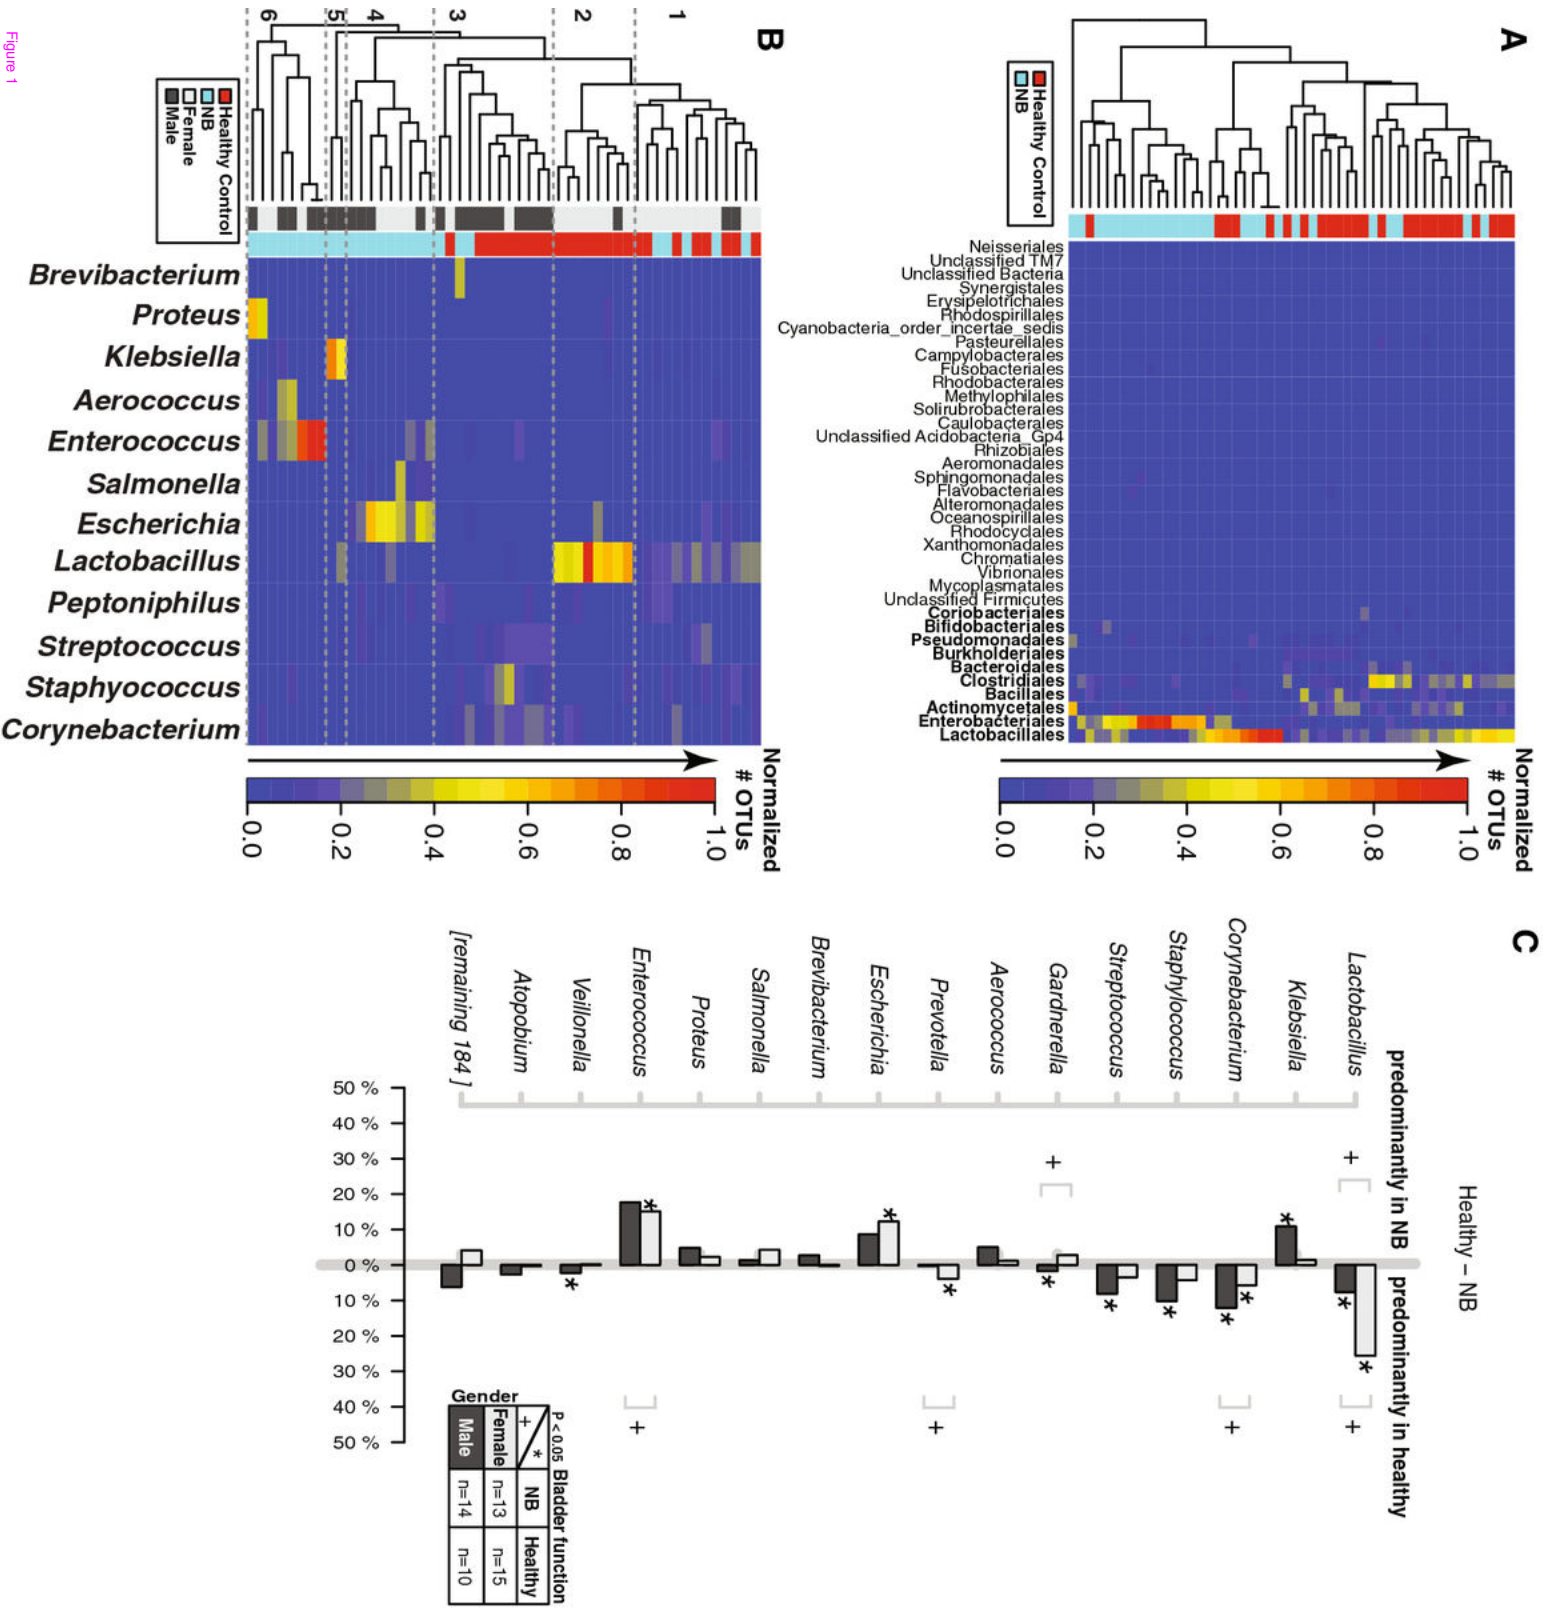 A
Healthy Control
NB
Neisseriales
Unclassified TM7
Unclassified Bacteria
Synergistales
Erysipelotrichales
Rhodospirillales
Cyanobacteria_order_incertae_sedis
Pasteurellales
Campylobacterales
Fusobacteriales
Rhodobacterales
Methylophilales
Solirubrobacterales
Caulobacterales
Unclassified Acidobacteria_Gp4
Rhizobiales
Aeromonadales
Sphingomonadales
Flavobacteriales
Alteromonadales
Oceanospirillales
Rhodocyclales
Xanthomonadales
Chromatiales
Vibrionales
Mycoplasmatales
Unclassified Firmicutes
Coriobacteriales
Bifidobacteriales
Pseudomonadales
Burkholderiales
Bacteroidales
Clostridiales
Bacillales
Actinomycetales
Enterobacteriales
Lactobacillales
Normalized
# OTUs
0.0
0.2
0.4
0.6
0.8
1.0
B
1
2
3
4
5
6
Healthy Control
NB
Female
Male
Brevibacterium
Proteus
Klebsiella
Aerococcus
Enterococcus
Salmonella
Escherichia
Lactobacillus
Peptoniphilus
Streptococcus
Staphyococcus
Corynebacterium
Normalized
# OTUs
0.0
0.2
0.4
0.6
0.8
1.0
C
Healthy – NB
predominantly in NB
predominantly in healthy
Lactobacillus + * * +
Klebsiella *
Corynebacterium * * +
Staphylococcus *
Streptococcus *
Gardnerella + *
Aerococcus
Prevotella * +
Escherichia *
Brevibacterium
Salmonella
Proteus
Enterococcus * +
Veillonella *
Atopobium
[remaining 184 ]
50 %
40 %
30 %
20 %
10 %
0 %
10 %
20 %
30 %
40 %
50 %
P < 0.05 Bladder function
+ * NB Healthy
Gender
Female n=13 n=15
Male n=14 n=10
Figure 1